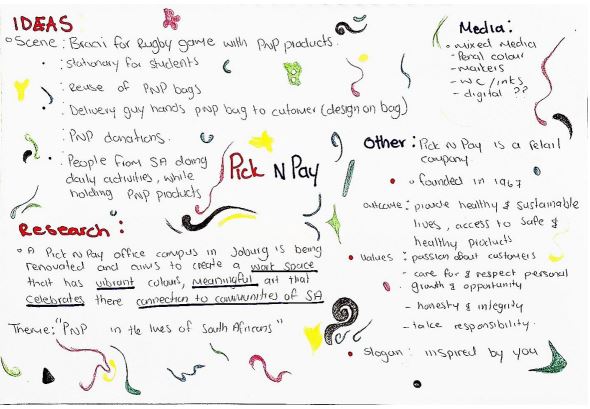 IDEAS
Scene : Braai for Rugby game with PNP products.
: stationary for students
: reuse of PNP bags
: Delivery guy hands PNP bag to cutomer (design on bag)
: PNP donations.
: People from SA doing
daily activities, while
holding PNP products
Pick N Pay
Research :
A Pick n Pay office campus in Joburg is being
renovated and aims to create a work space
that has vibrant colours, meaningful art that
celebrates there connection to communities of SA
Theme: "PNP in the lives of South Africans"
Media :
mixed media
- Pencil colour
- markers
- WC / inks
- digital ??
Other : Pick n Pay is a retail
company.
founded in 1967
outcome : provide healthy & sustainable
lives, access to safe &
healthy products
values : passion about customers
- care for & respect personal
growth & opportunity
- honesty & integrity
- take responsibility.
slogan : inspired by you